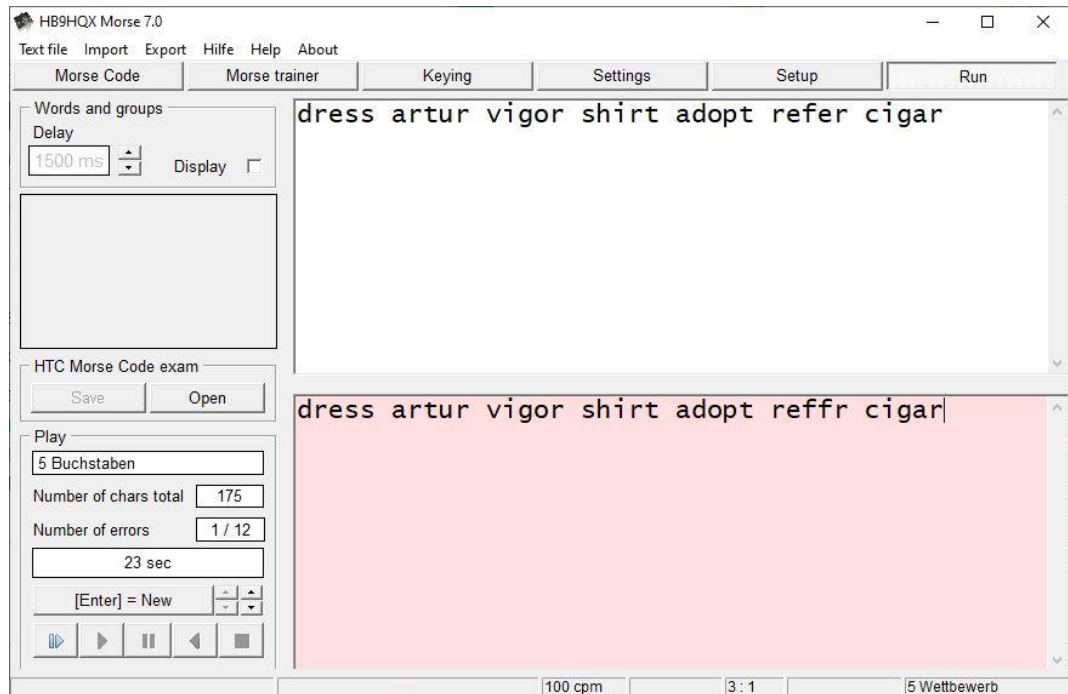 HB9HQX Morse 7.0
Text file Import Export Hilfe Help About
Morse Code Morse trainer Keying Settings Setup Run
Words and groups
Delay
1500 ms
Display
HTC Morse Code exam
Save Open
Play
5 Buchstaben
Number of chars total 175
Number of errors 1 / 12
23 sec
[Enter] = New
dress artur vigor shirt adopt refer cigar
dress artur vigor shirt adopt reffr cigar
100 cpm 3 : 1 5 Wettbewerb